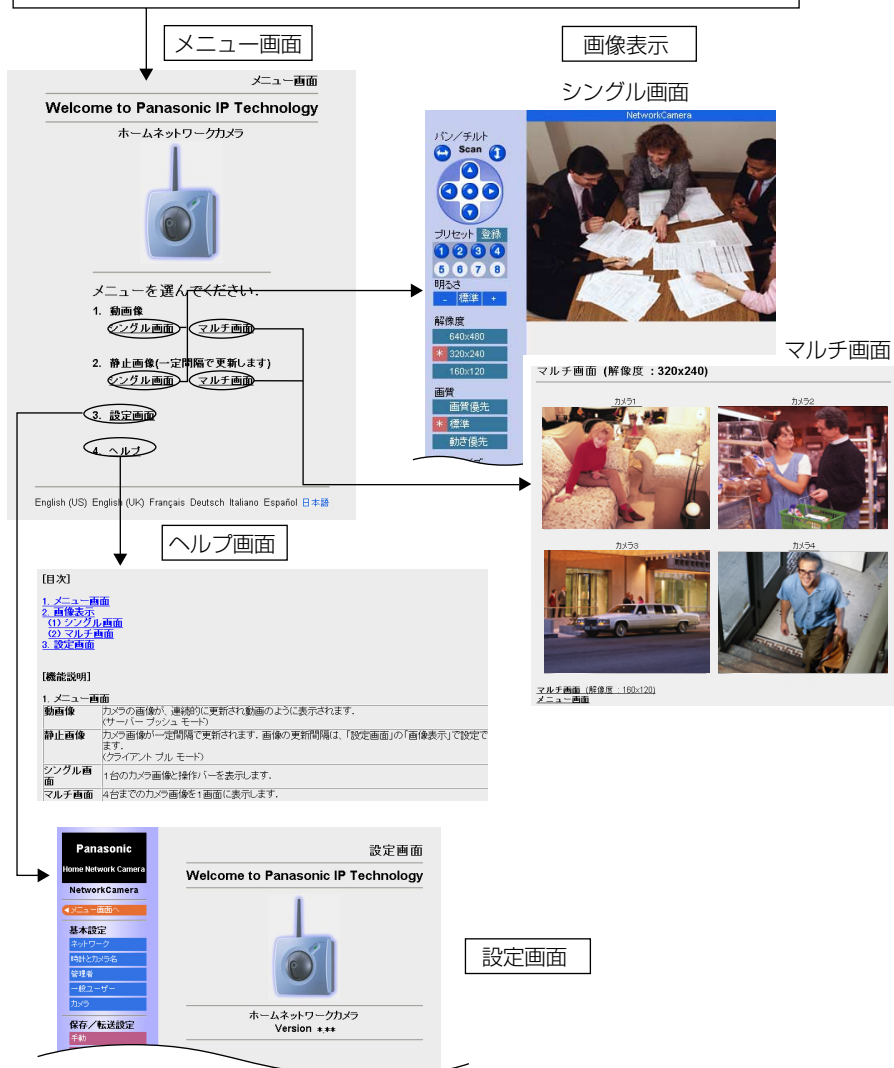 メニュー画面
画像表示
シングル画面
メニュー画面
Welcome to Panasonic IP Technology
ホームネットワークカメラ
メニューを選んでください.
1. 動画像
シングル画面 マルチ画面
2. 静止画像(一定間隔で更新します)
シングル画面 マルチ画面
3. 設定画面
4. ヘルプ
English (US) English (UK) Français Deutsch Italiano Español 日本語
NetworkCamera
パン／チルト
Scan
プリセット 登録
1 2 3 4
5 6 7 8
明るさ
- 標準 +
解像度
640x480
* 320x240
160x120
画質
画質優先
* 標準
動き優先
マルチ画面
マルチ画面 (解像度 : 320x240)
カメラ1 カメラ2
カメラ3 カメラ4
マルチ画面 (解像度 : 160x120)
メニュー画面
ヘルプ画面
[目次]
1. メニュー画面
2. 画像表示
(1) シングル画面
(2) マルチ画面
3. 設定画面
[機能説明]
1. メニュー画面
動画像 カメラの画像が、連続的に更新され動画のように表示されます.
(サーバー プッシュ モード)
静止画像 カメラ画像が一定間隔で更新されます. 画像の更新間隔は、「設定画面」の「画像表示」で設定で
ます.
(クライアント プル モード)
シングル画面 1台のカメラ画像と操作バーを表示します.
マルチ画面 4台までのカメラ画像を1画面に表示します.
Panasonic
Home Network Camera
NetworkCamera
メニュー画面へ
基本設定
ネットワーク
時計とカメラ名
管理者
一般ユーザー
カメラ
保存／転送設定
手動
設定画面
Welcome to Panasonic IP Technology
ホームネットワークカメラ
Version *.**
設定画面